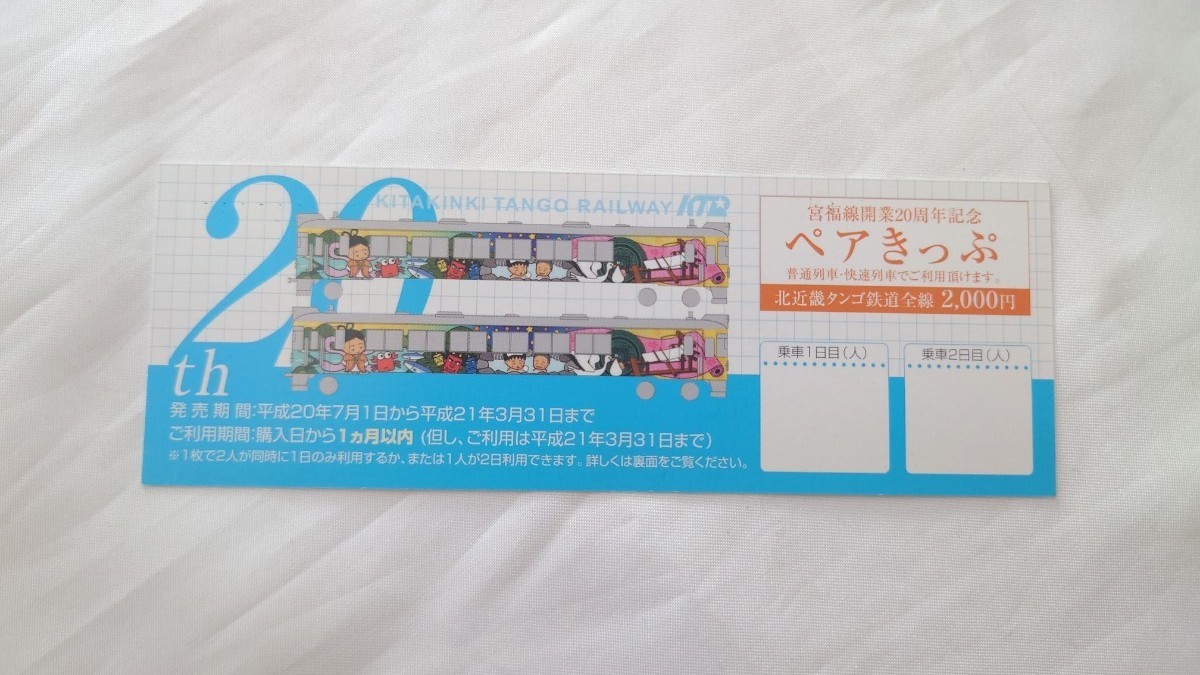 20
th
KITAKINKI TANGO RAILWAY KTR
宮福線開業20周年記念
ペアきっぷ
普通列車・快速列車でご利用頂けます。
北近畿タンゴ鉄道全線 2,000円
乗車1日目(人)
乗車2日目(人)
発売期間:平成20年7月1日から平成21年3月31日まで
ご利用期間:購入日から1ヵ月以内 (但し、ご利用は平成21年3月31日まで)
※1枚で2人が同時に1日のみ利用するか、または1人が2日利用できます。詳しくは裏面をご覧ください。